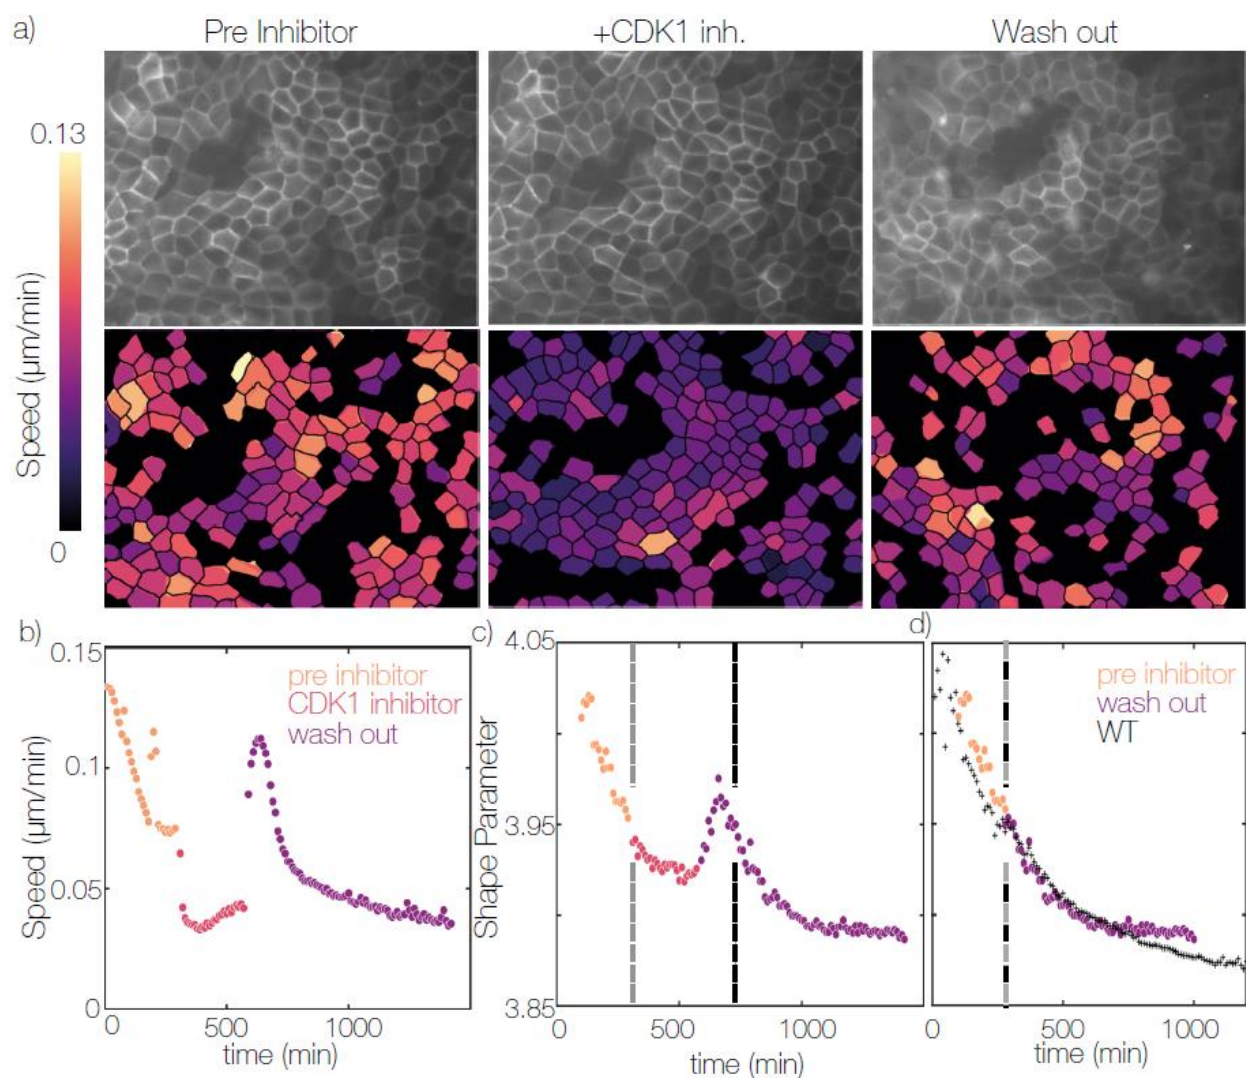 a)
Pre Inhibitor
+CDK1 inh.
Wash out
0.13
Speed (μm/min)
0
b)
0.15
0.1
0.05
0
Speed (μm/min)
pre inhibitor
CDK1 inhibitor
wash out
0
500
1000
time (min)
c)
4.05
3.95
3.85
Shape Parameter
0
500
1000
time (min)
d)
pre inhibitor
wash out
WT
0
500
1000
time (min)